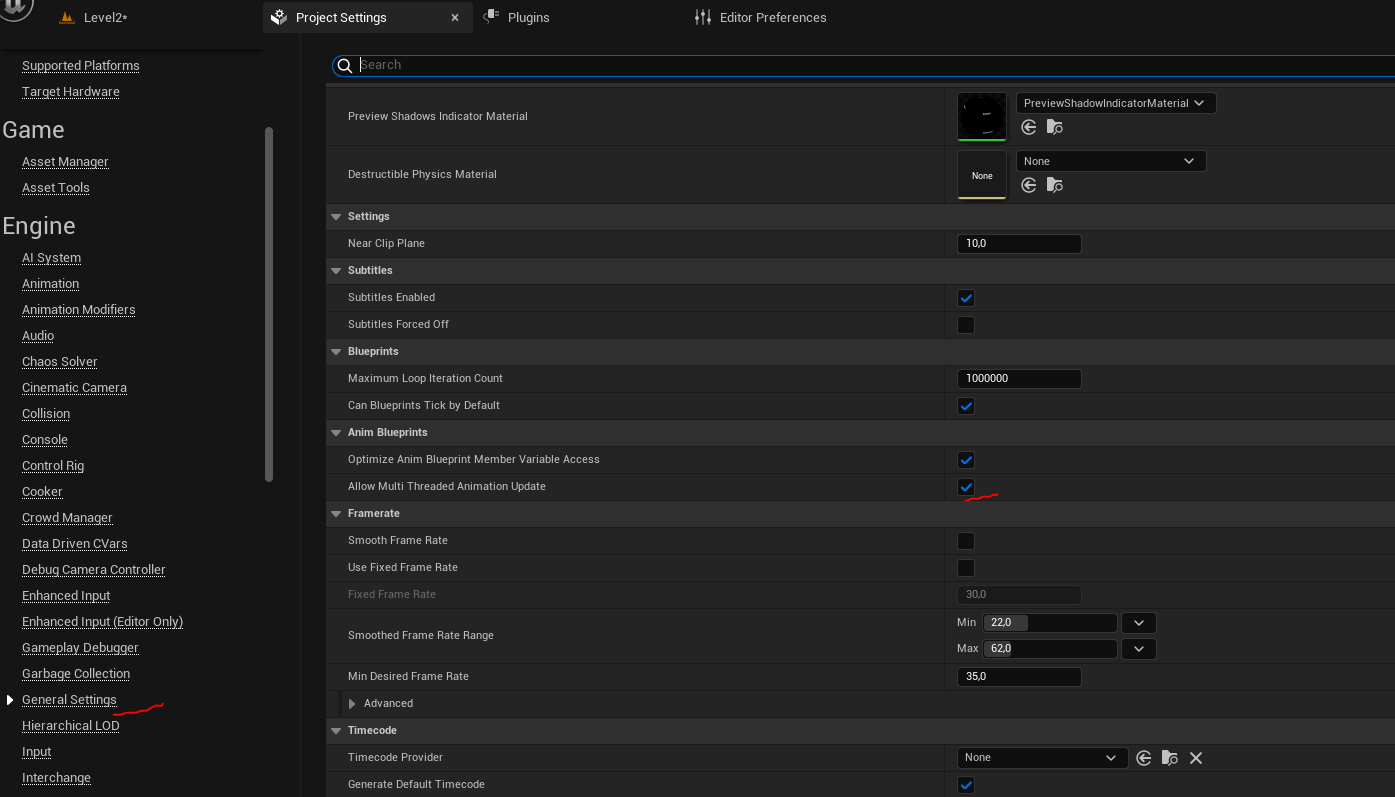 Level2*
Project Settings
Plugins
Editor Preferences
Supported Platforms
Target Hardware
Game
Asset Manager
Asset Tools
Engine
AI System
Animation
Animation Modifiers
Audio
Chaos Solver
Cinematic Camera
Collision
Console
Control Rig
Cooker
Crowd Manager
Data Driven CVars
Debug Camera Controller
Enhanced Input
Enhanced Input (Editor Only)
Gameplay Debugger
Garbage Collection
General Settings
Hierarchical LOD
Input
Interchange
Search
Preview Shadows Indicator Material
PreviewShadowIndicatorMaterial
Destructible Physics Material
None
None
Settings
Near Clip Plane
10,0
Subtitles
Subtitles Enabled
Subtitles Forced Off
Blueprints
Maximum Loop Iteration Count
1000000
Can Blueprints Tick by Default
Anim Blueprints
Optimize Anim Blueprint Member Variable Access
Allow Multi Threaded Animation Update
Framerate
Smooth Frame Rate
Use Fixed Frame Rate
Fixed Frame Rate
30,0
Smoothed Frame Rate Range
Min 22,0
Max 62,0
Min Desired Frame Rate
35,0
Advanced
Timecode
Timecode Provider
None
Generate Default Timecode